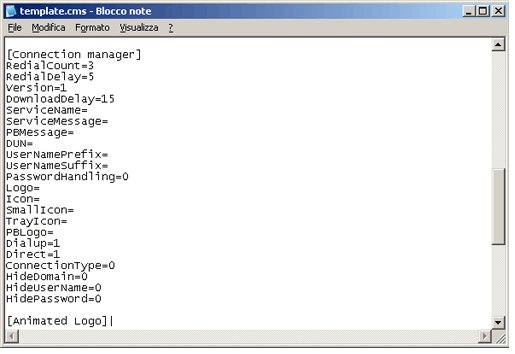 template.cms - Blocco note
File Modifica Formato Visualizza ?
[Connection manager]
RedialCount=3
RedialDelay=5
Version=1
DownloadDelay=15
ServiceName=
ServiceMessage=
PBMessage=
DUN=
UserNamePrefix=
UserNameSuffix=
PasswordHandling=0
Logo=
Icon=
SmallIcon=
TrayIcon=
PBLogo=
Dialup=1
Direct=1
ConnectionType=0
HideDomain=0
HideUserName=0
HidePassword=0
[Animated Logo]